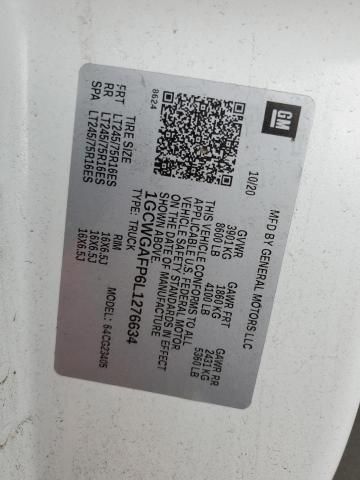 GM
MFD BY GENERAL MOTORS LLC
10/20
GVWR GAWR FRT GAWR RR
3901 KG 1860 KG 2431 KG
8600 LB 4100 LB 5360 LB
THIS VEHICLE CONFORMS TO ALL
APPLICABLE U.S. FEDERAL MOTOR
VEHICLE SAFETY STANDARDS IN EFFECT
ON THE DATE OF MANUFACTURE
SHOWN ABOVE.
1GCWGAFP6L1276634
TYPE: TRUCK MODEL: 84CG23405
8624
TIRE SIZE RIM
FRT LT245/75R16ES 16X6.5J
RR LT245/75R16ES 16X6.5J
SPA LT245/75R16ES 16X6.5J